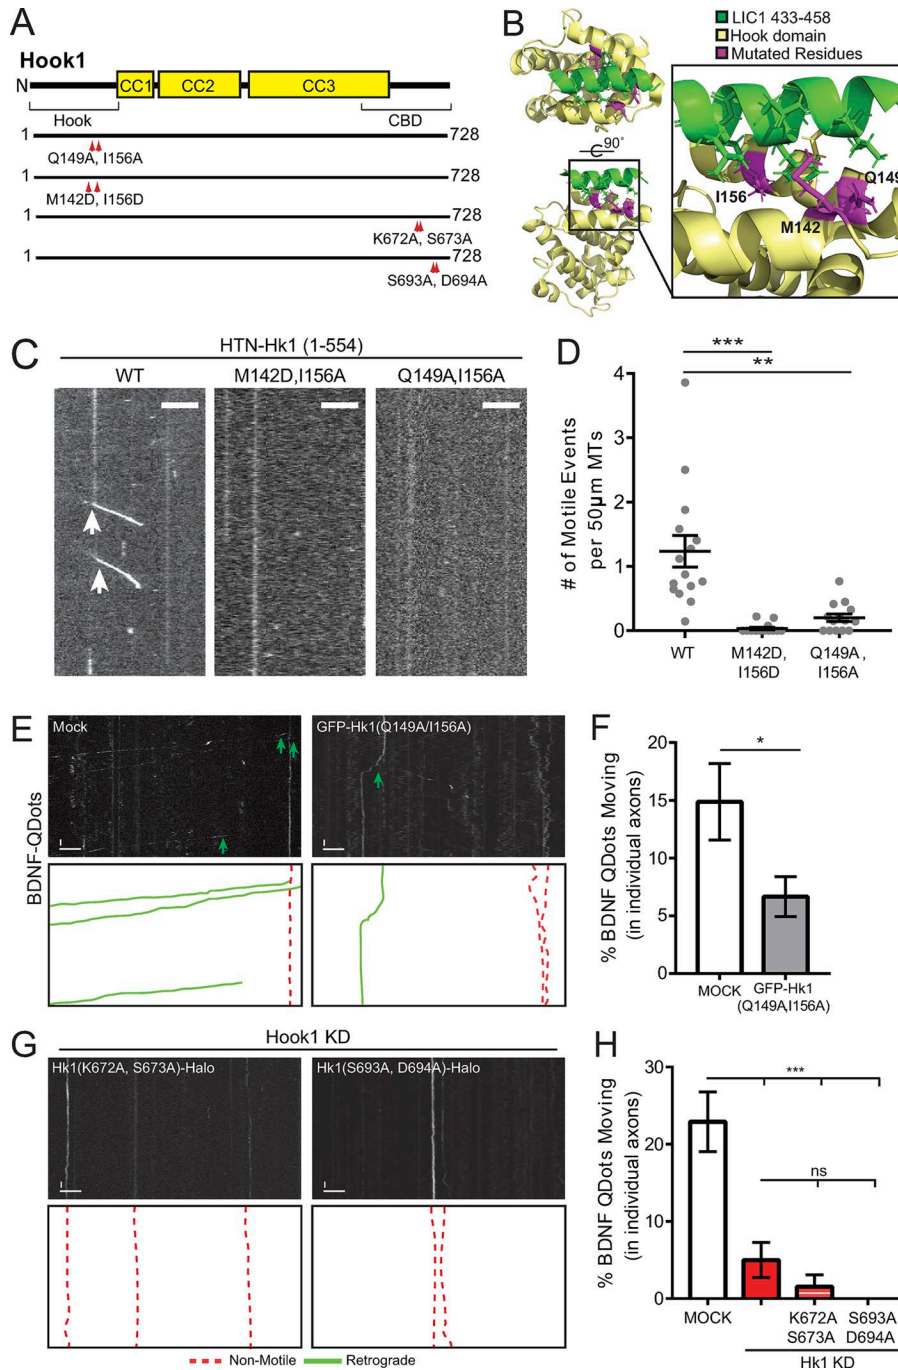 A
Hook1
N
CC1
CC2
CC3
Hook
CBD
1
728
Q149A, I156A
1
728
M142D, I156D
1
728
K672A, S673A
1
728
S693A, D694A
B
LIC1 433-458
Hook domain
Mutated Residues
90°
I156
M142
Q149
C
HTN-Hk1 (1-554)
WT
M142D,I156A
Q149A,I156A
D
***
**
# of Motile Events
per 50µm MTs
4
3
2
1
0
WT
M142D,
I156D
Q149A,
I156A
E
BDNF-QDots
Mock
GFP-Hk1(Q149A/I156A)
F
*
% BDNF QDots Moving
(in individual axons)
20
15
10
5
0
MOCK
GFP-Hk1
(Q149A,I156A)
G
Hook1 KD
Hk1(K672A, S673A)-Halo
Hk1(S693A, D694A)-Halo
Non-Motile
Retrograde
H
***
ns
% BDNF QDots Moving
(in individual axons)
30
20
10
0
MOCK
K672A
S673A
S693A
D694A
Hk1 KD